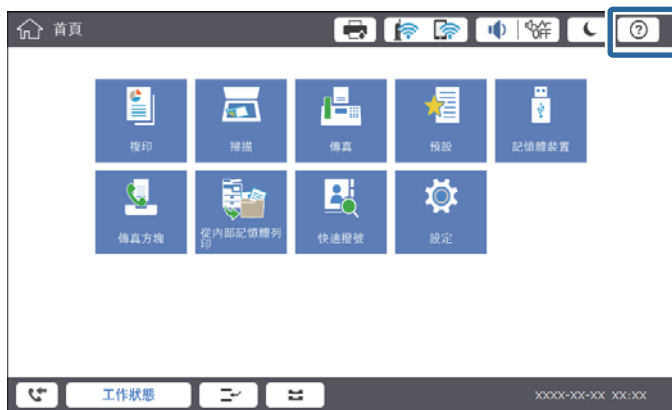 首頁
OFF
?
複印
掃描
傳真
預設
記憶體裝置
傳真方塊
從內部記憶體列
印
快速撥號
設定
工作狀態
XXXX-XX-XX XX:XX